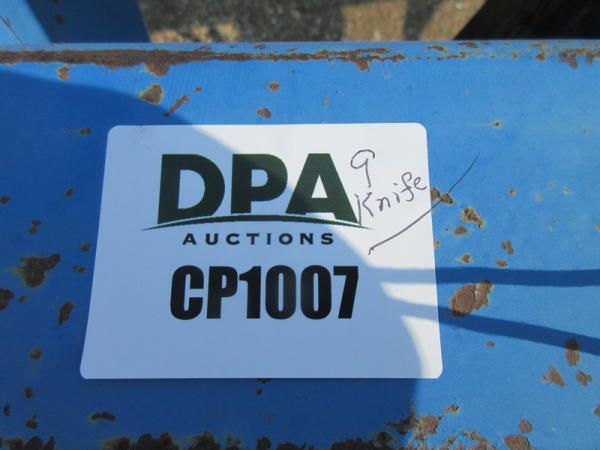 DPA
AUCTIONS
9
Knife
CP1007